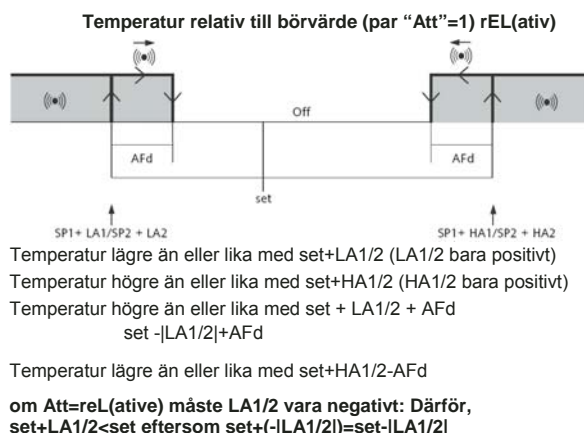 Temperatur relativ till börvärde (par “Att”=1) rEL(ativ)
Off
AFd
AFd
set
SP1+ LA1/SP2 + LA2
SP1+ HA1/SP2 + HA2
Temperatur lägre än eller lika med set+LA1/2 (LA1/2 bara positivt)
Temperatur högre än eller lika med set+HA1/2 (HA1/2 bara positivt)
Temperatur högre än eller lika med set + LA1/2 + AFd
set -|LA1/2|+AFd
Temperatur lägre än eller lika med set+HA1/2-AFd
om Att=reL(ative) måste LA1/2 vara negativt: Därför,
set+LA1/2<set eftersom set+(-|LA1/2|)=set-|LA1/2|